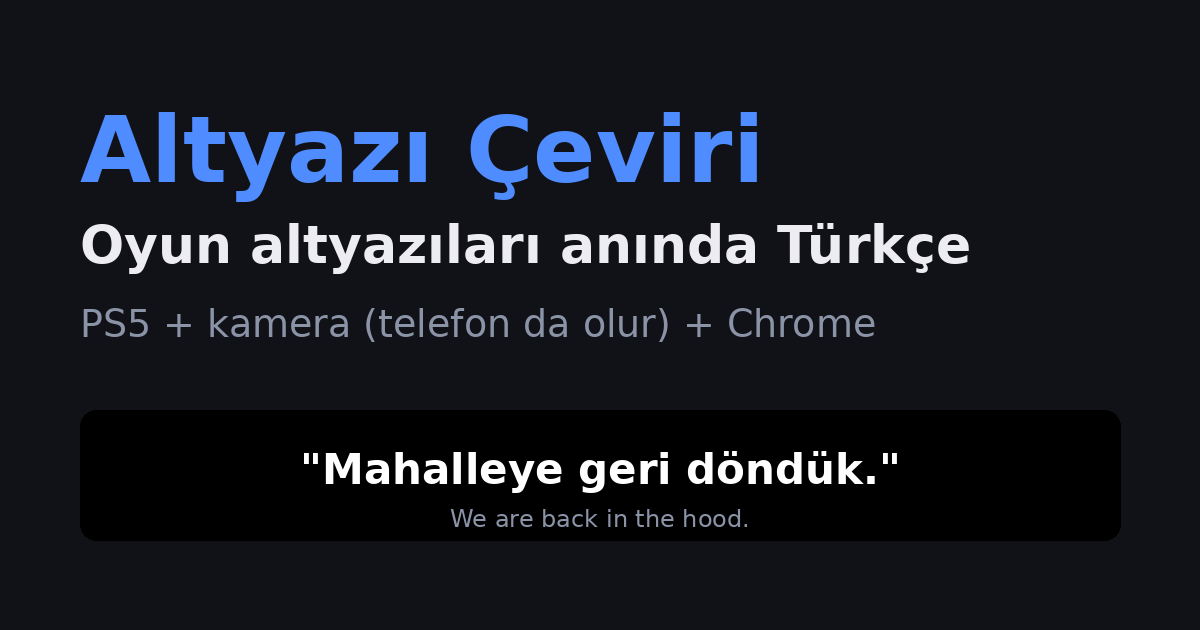 Altyazı Çeviri
Oyun altyazıları anında Türkçe
PS5 + kamera (telefon da olur) + Chrome
"Mahalleye geri döndük."
We are back in the hood.